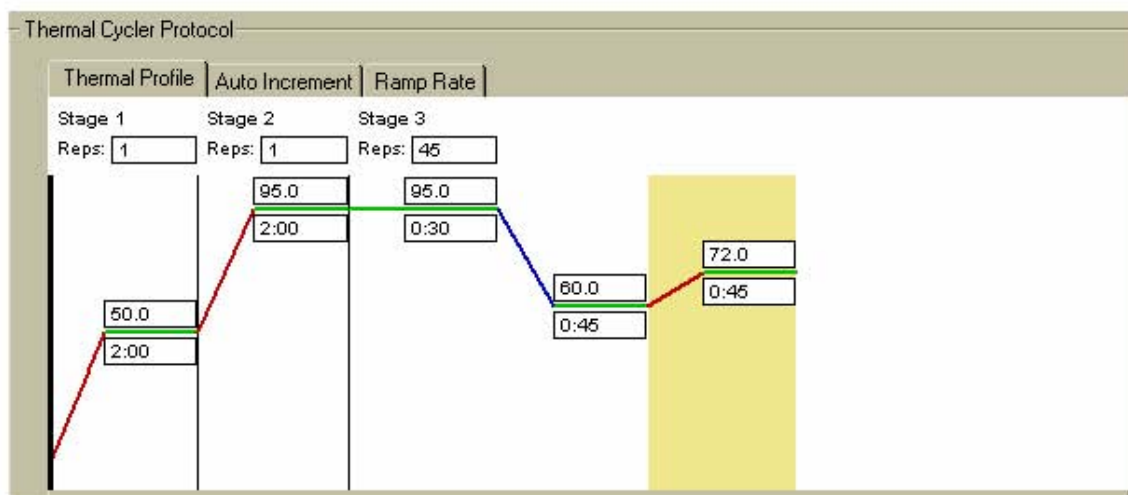 Thermal Cycler Protocol
Thermal Profile Auto Increment Ramp Rate
Stage 1 Stage 2 Stage 3
Reps: 1 Reps: 1 Reps: 45
95.0 95.0
2:00 0:30
72.0
60.0 0:45
50.0 0:45
2:00